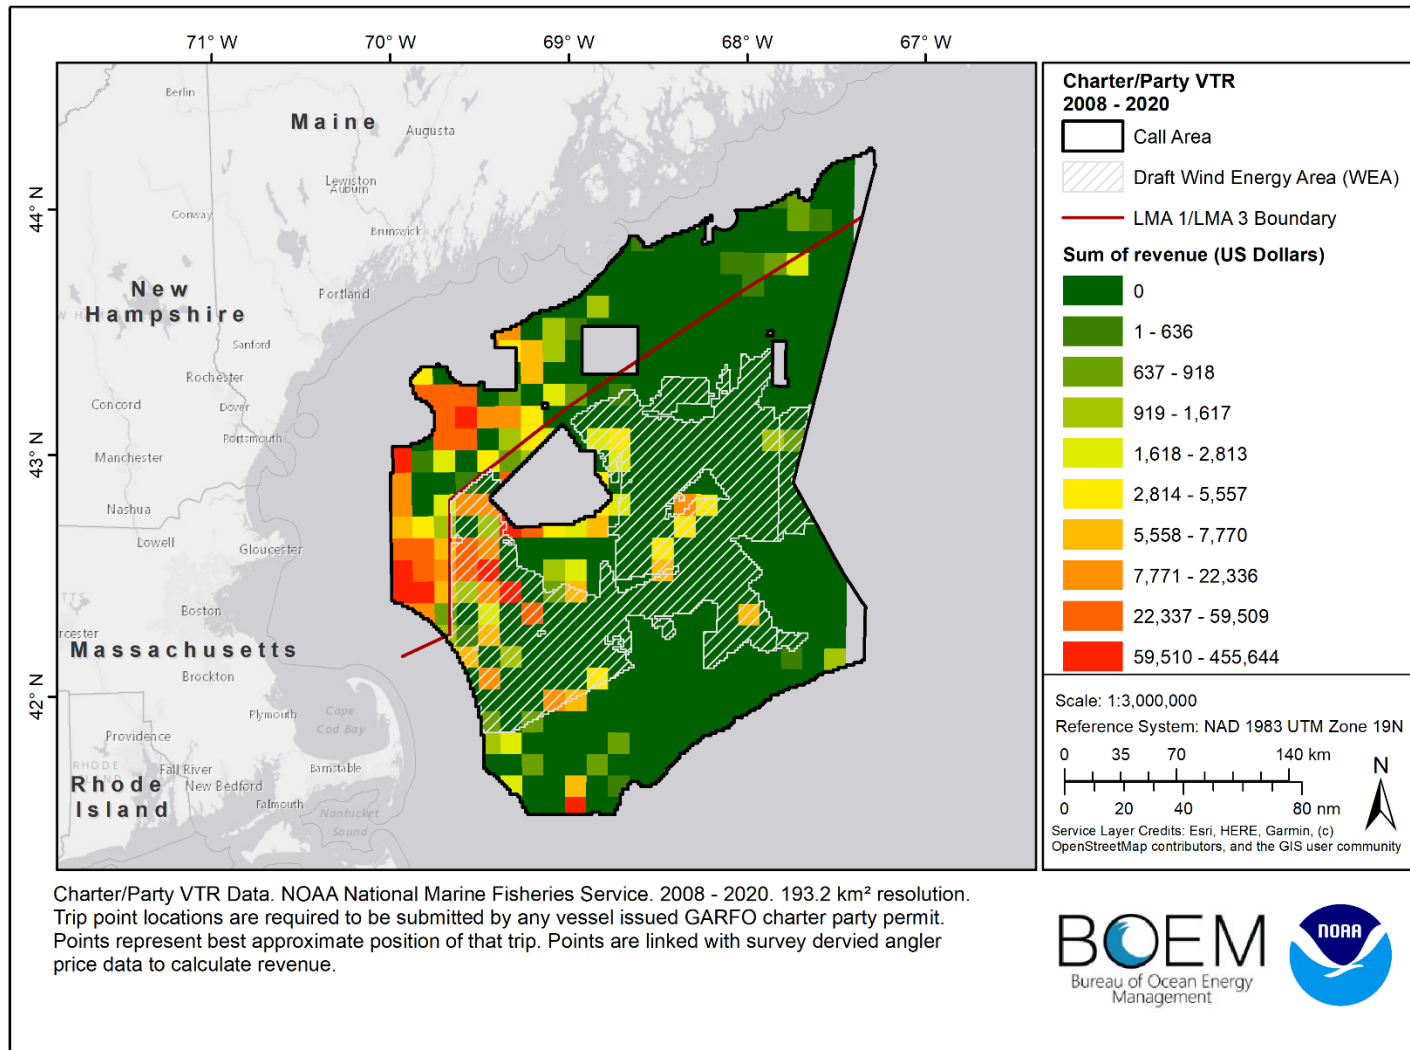 71° W
70° W
69° W
68° W
67° W
44° N
43° N
42° N
Berlin
Maine
Augusta
Lewiston
Auburn
Conway
Brunswick
New
Hampshire
Portland
Sanford
Rochester
Concord
Dover
Portsmouth
Manchester
Nashua
Lowell
Gloucester
Boston
Massachusetts
Brockton
Plymouth
Cape
Cod Bay
Providence
Barnstable
Fall River
New Bedford
Rhode
Island
Falmouth
Nantucket
Sound
Charter/Party VTR
2008 - 2020
Call Area
Draft Wind Energy Area (WEA)
LMA 1/LMA 3 Boundary
Sum of revenue (US Dollars)
0
1 - 636
637 - 918
919 - 1,617
1,618 - 2,813
2,814 - 5,557
5,558 - 7,770
7,771 - 22,336
22,337 - 59,509
59,510 - 455,644
Scale: 1:3,000,000
Reference System: NAD 1983 UTM Zone 19N
0 35 70 140 km
0 20 40 80 nm
N
Service Layer Credits: Esri, HERE, Garmin, (c)
OpenStreetMap contributors, and the GIS user community
Charter/Party VTR Data. NOAA National Marine Fisheries Service. 2008 - 2020. 193.2 km² resolution.
Trip point locations are required to be submitted by any vessel issued GARFO charter party permit.
Points represent best approximate position of that trip. Points are linked with survey dervied angler
price data to calculate revenue.
BOEM
Bureau of Ocean Energy
Management
NOAA